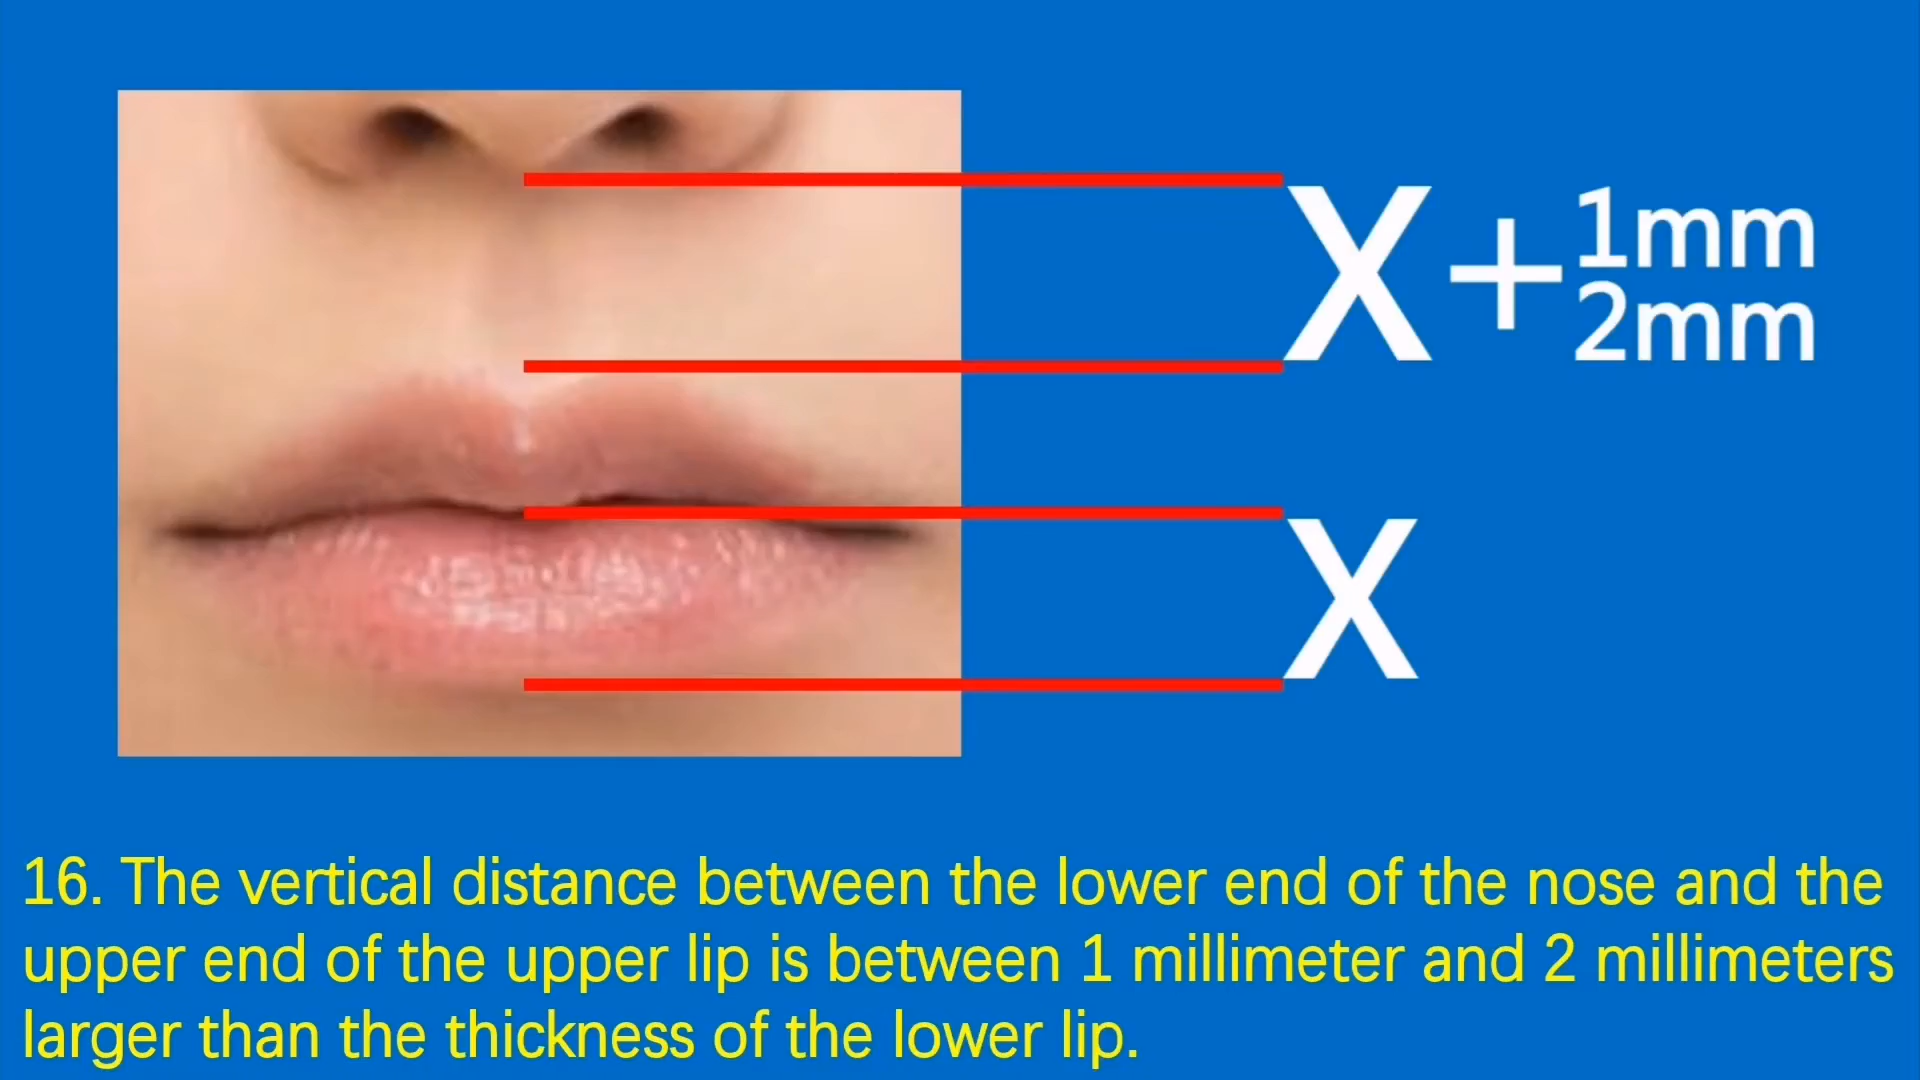 X+1mm
2mm
X
16. The vertical distance between the lower end of the nose and the
upper end of the upper lip is between 1 millimeter and 2 millimeters
larger than the thickness of the lower lip.